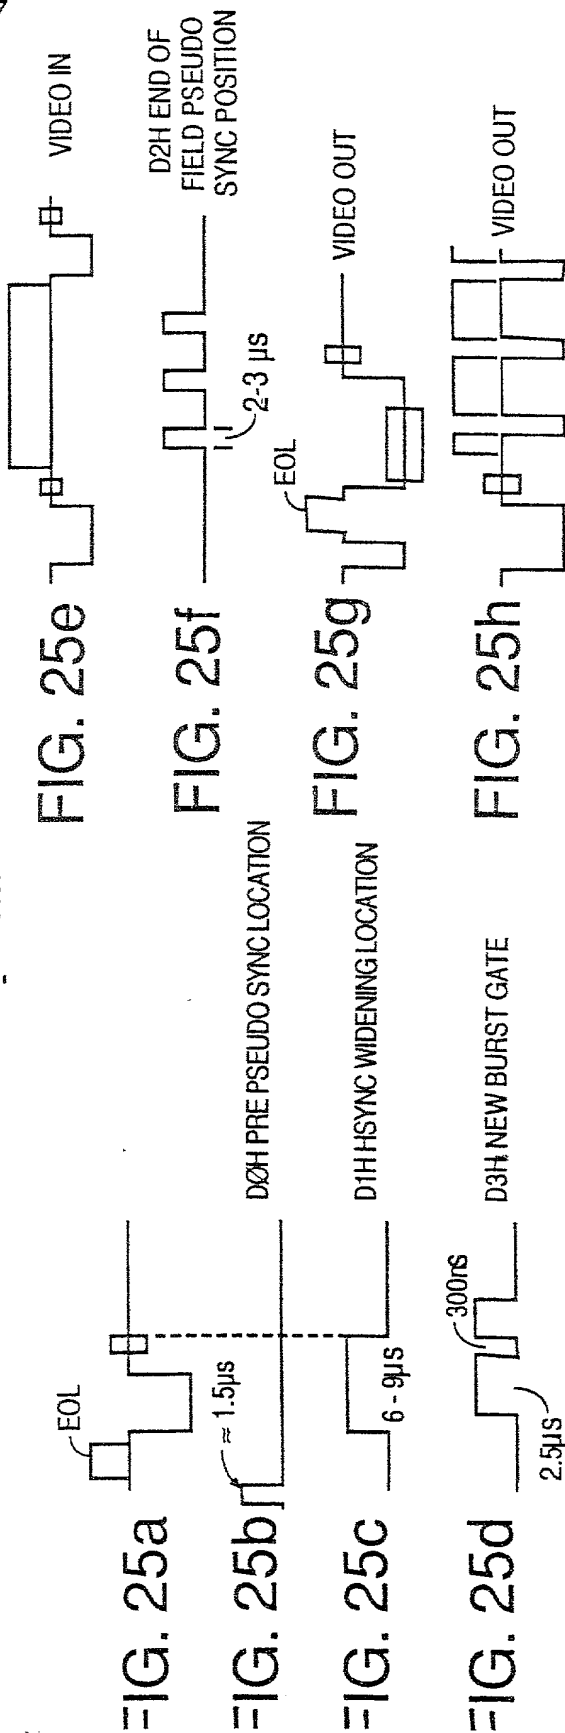 FIG. 25a
EOL
FIG. 25b
≈ 1.5µs
DØH PRE PSEUDO SYNC LOCATION
FIG. 25c
6 - 9µs
D1H HSYNC WIDENING LOCATION
FIG. 25d
2.5µs
300ns
D3H NEW BURST GATE
FIG. 25e
VIDEO IN
FIG. 25f
2-3 µs
D2H END OF
FIELD PSEUDO
SYNC POSITION
FIG. 25g
EOL
VIDEO OUT
FIG. 25h
VIDEO OUT